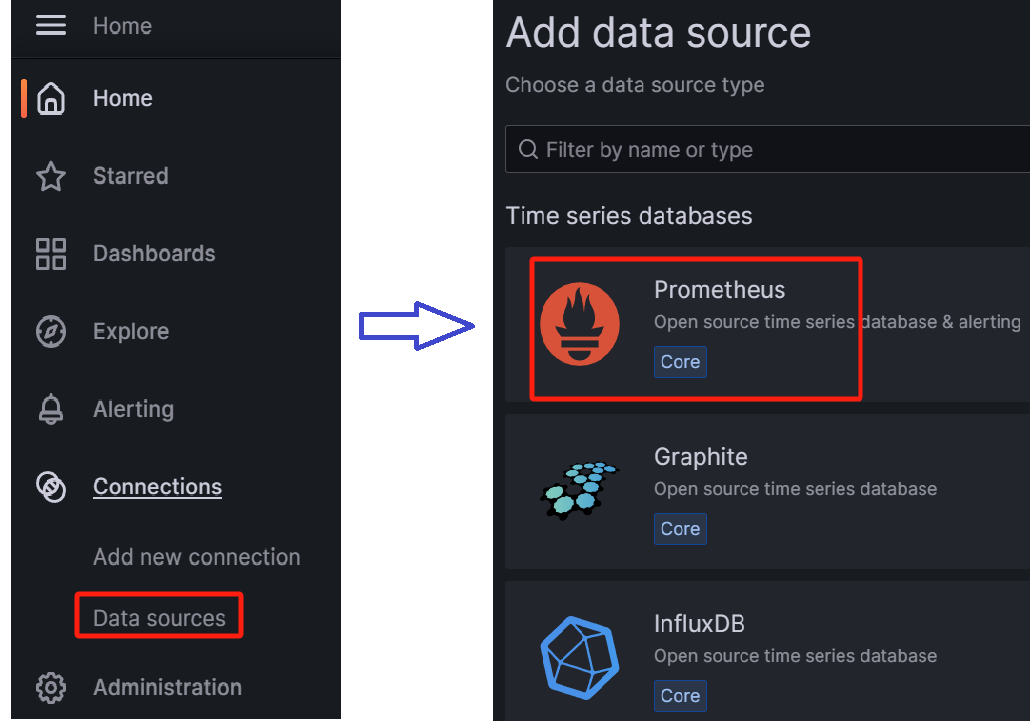 Home
Home
Starred
Dashboards
Explore
Alerting
Connections
Add new connection
Data sources
Administration
Add data source
Choose a data source type
Filter by name or type
Time series databases
Prometheus
Open source time series database & alerting
Core
Graphite
Open source time series database
Core
InfluxDB
Open source time series database
Core